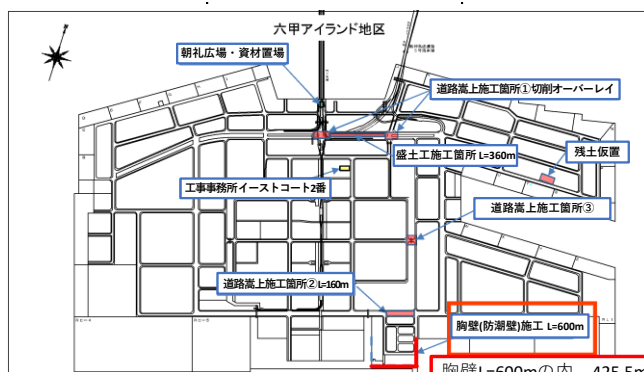 六甲アイランド地区
朝礼広場・資材置場
道路嵩上施工箇所①切削オーバーレイ
盛土工施工箇所 L=360m
残土仮置
工事事務所イーストコート2番
道路嵩上施工箇所③
道路嵩上施工箇所② L=160m
胸壁(防潮壁)施工 L=600m
胸壁L=600mの内 425.5m